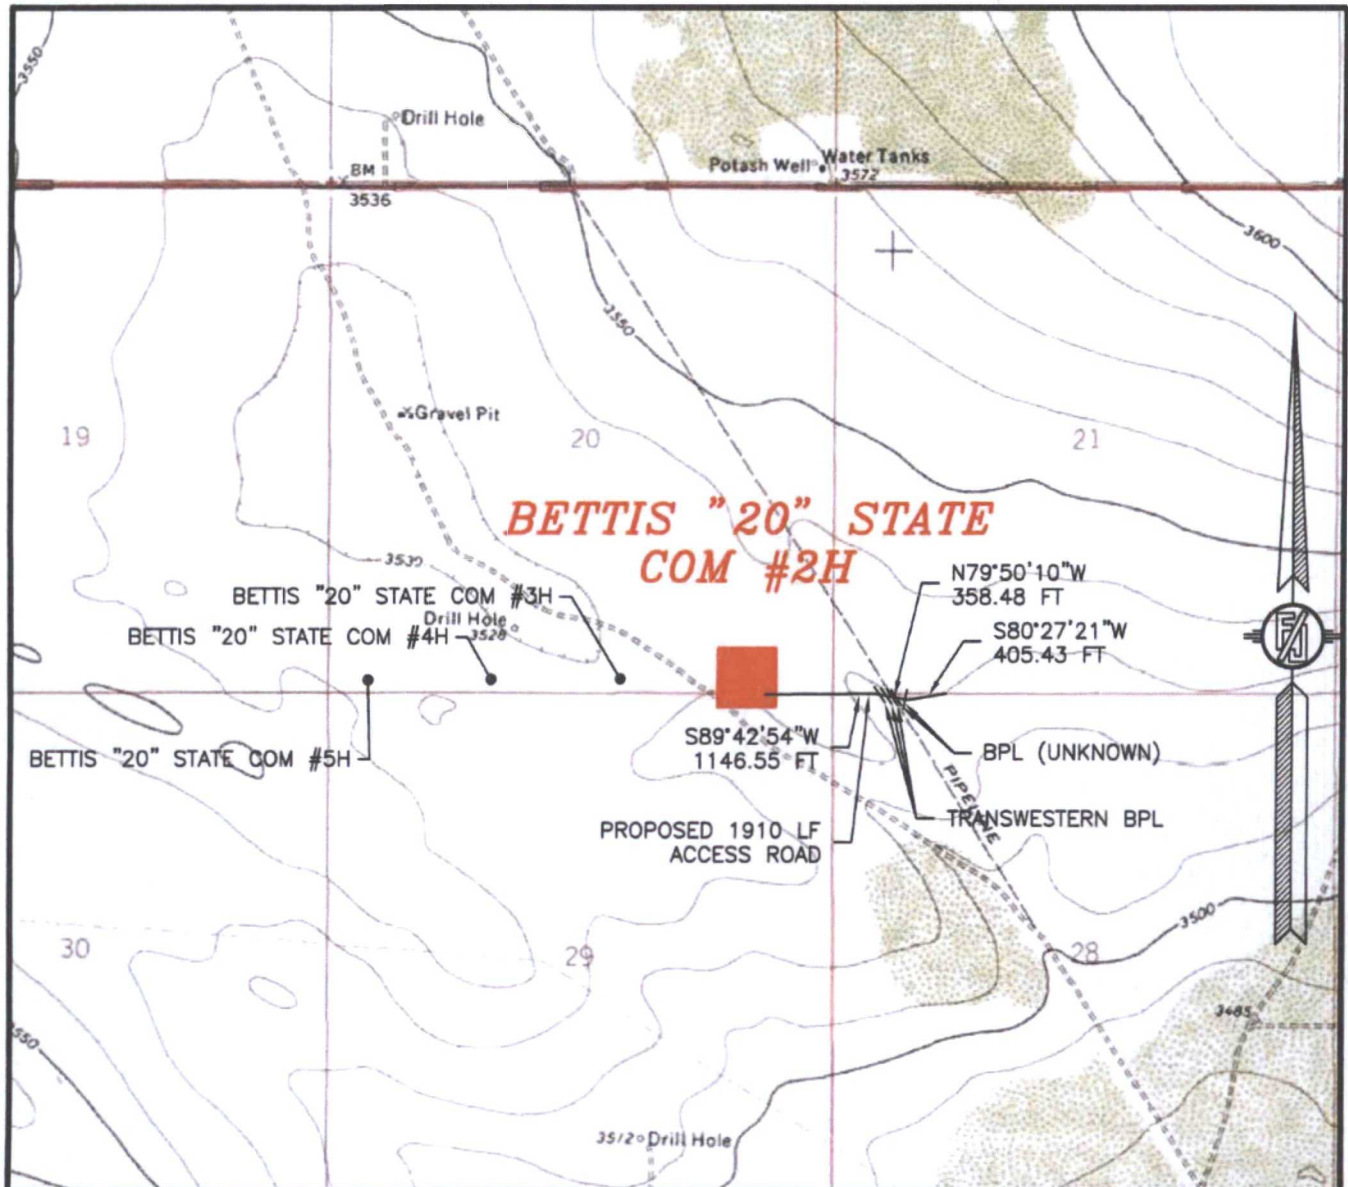 3550
Drill Hole
BM
3536
Potash Well
Water Tanks
3572
3600
3550
Gravel Pit
19
20
21
BETTIS "20" STATE
COM #2H
3530
N79°50'10"W
358.48 FT
BETTIS "20" STATE COM #3H
Drill Hole
3528
BETTIS "20" STATE COM #4H
S80°27'21"W
405.43 FT
S89°42'54"W
1146.55 FT
BETTIS "20" STATE COM #5H
BPL (UNKNOWN)
PIPELINE
TRANSWESTERN BPL
PROPOSED 1910 LF
ACCESS ROAD
3500
30
29
28
3485
3512 Drill Hole